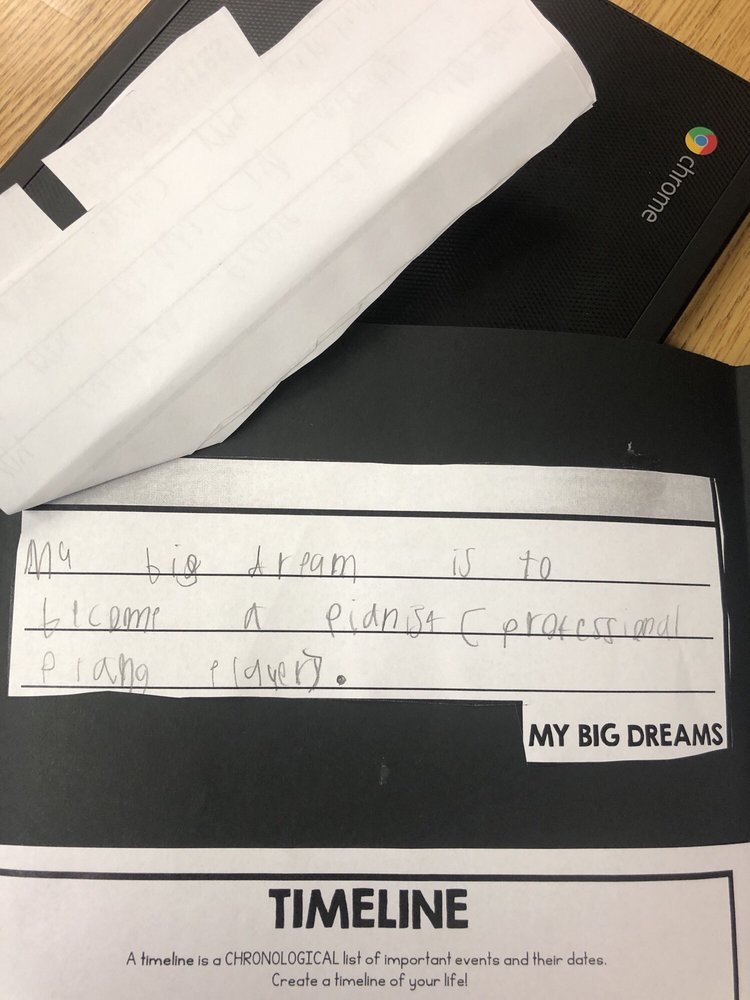 chrome
My big dream is to
become a pianist (professional
piano player).
MY BIG DREAMS
TIMELINE
A timeline is a CHRONOLOGICAL list of important events and their dates.
Create a timeline of your life!